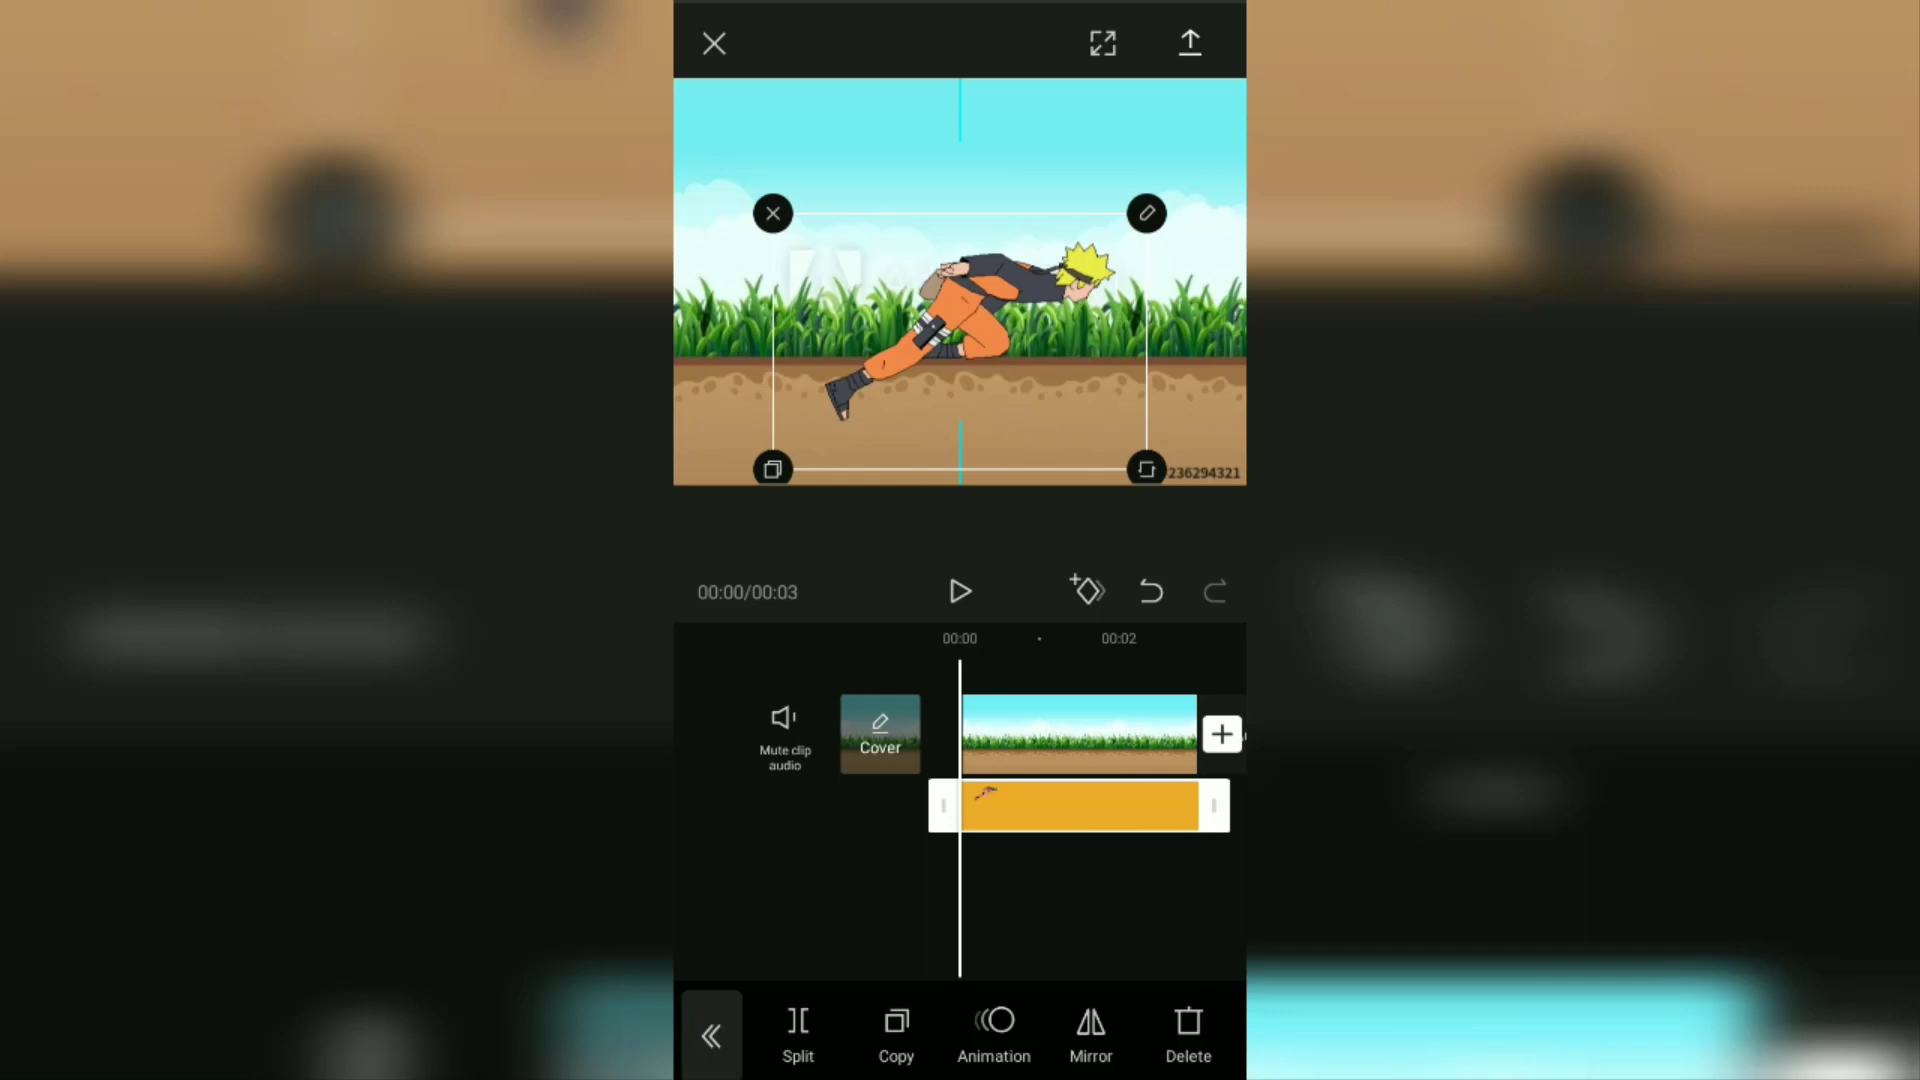 236294321
00:00/00:03
00:00
00:02
Mute clip
audio
Cover
Split
Copy
Animation
Mirror
Delete